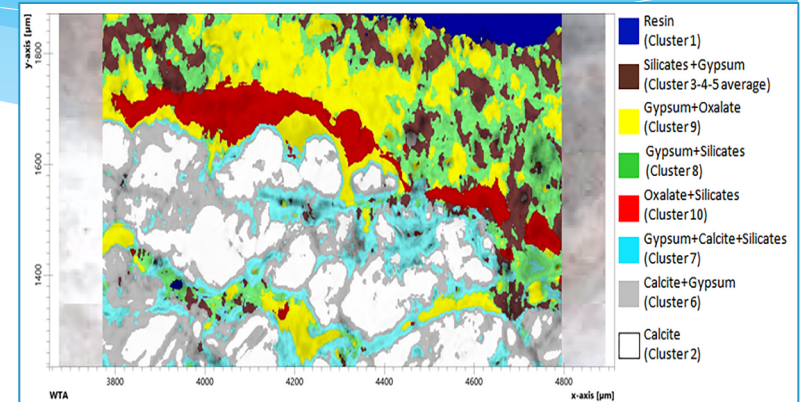 y-axis [µm]
1800
1600
1400
3800
4000
4200
4400
4600
4800
WTA
x-axis [µm]
Resin
(Cluster 1)
Silicates +Gypsum
(Cluster 3-4-5 average)
Gypsum+Oxalate
(Cluster 9)
Gypsum+Silicates
(Cluster 8)
Oxalate+Silicates
(Cluster 10)
Gypsum+Calcite+Silicates
(Cluster 7)
Calcite+Gypsum
(Cluster 6)
Calcite
(Cluster 2)